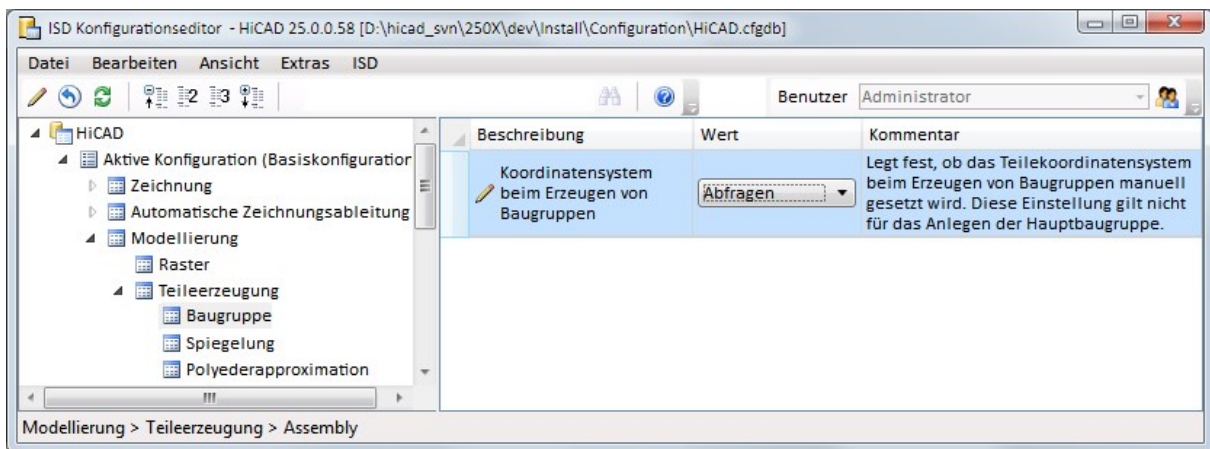 ISD Konfigurationseditor - HiCAD 25.0.0.58 [D:\hicad_svn\250X\dev\Install\Configuration\HiCAD.cfgdb]
Datei Bearbeiten Ansicht Extras ISD
2 3 Benutzer Administrator
HiCAD
Aktive Konfiguration (Basiskonfiguration
Zeichnung
Automatische Zeichnungsableitung
Modellierung
Raster
Teileerzeugung
Baugruppe
Spiegelung
Polyederapproximation
Beschreibung Wert Kommentar
Koordinatensystem
beim Erzeugen von
Baugruppen
Abfragen
Legt fest, ob das Teilekoordinatensystem
beim Erzeugen von Baugruppen manuell
gesetzt wird. Diese Einstellung gilt nicht
für das Anlegen der Hauptbaugruppe.
Modellierung > Teileerzeugung > Assembly